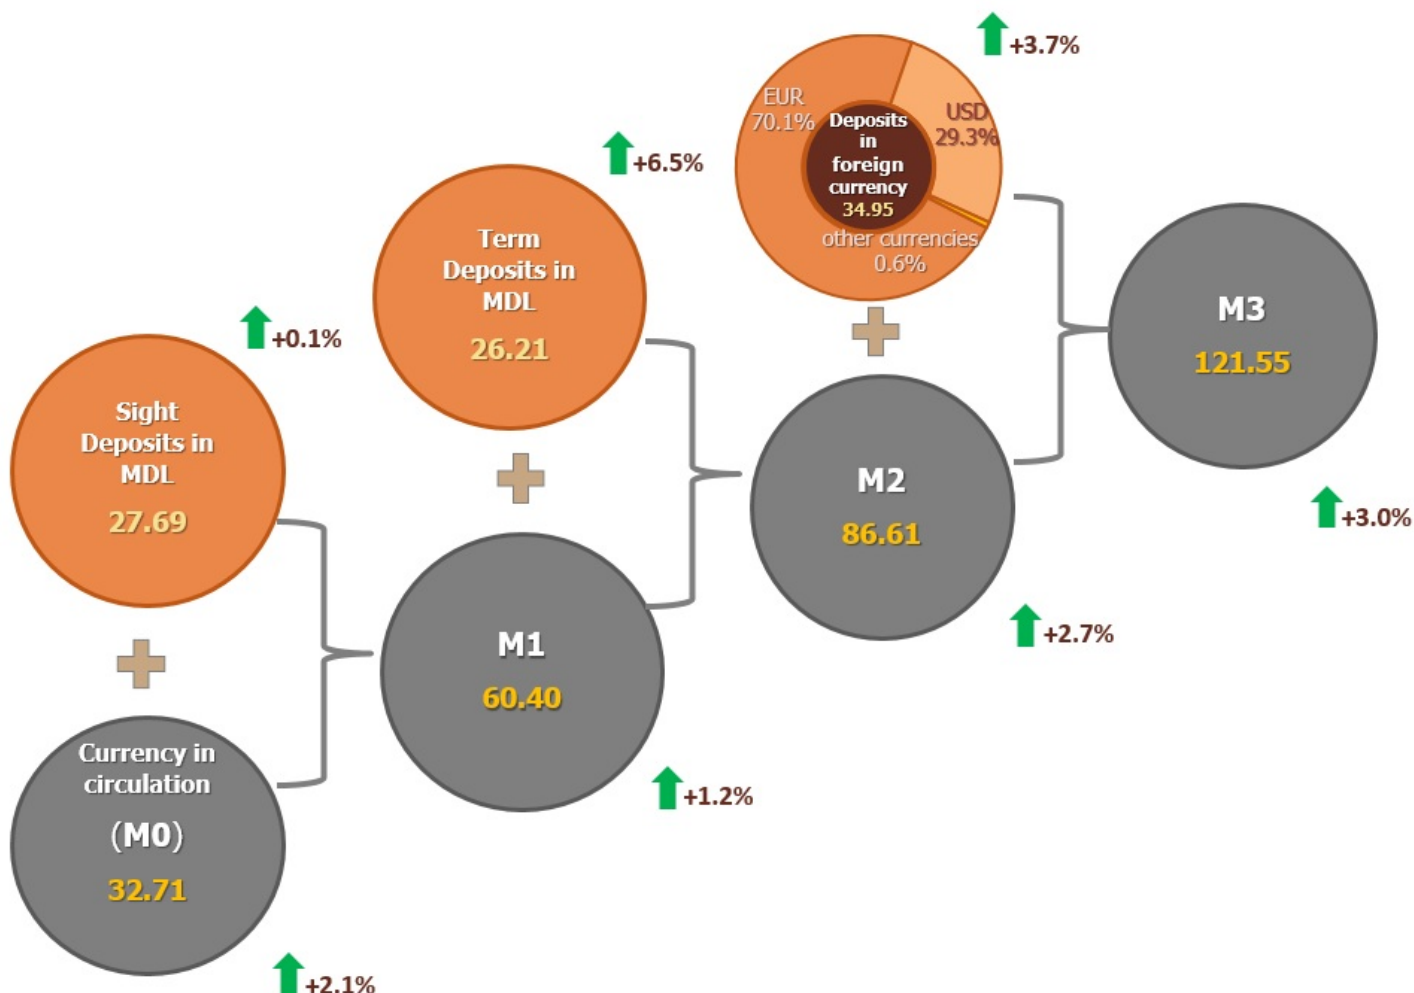 +3.7%
EUR
70.1%
USD
29.3%
Deposits
in
foreign
currency
34.95
other currencies
0.6%
+6.5%
Term
Deposits in
MDL
26.21
M3
121.55
+3.0%
+0.1%
Sight
Deposits in
MDL
27.69
M2
86.61
+2.7%
M1
60.40
+1.2%
Currency in
circulation
(M0)
32.71
+2.1%